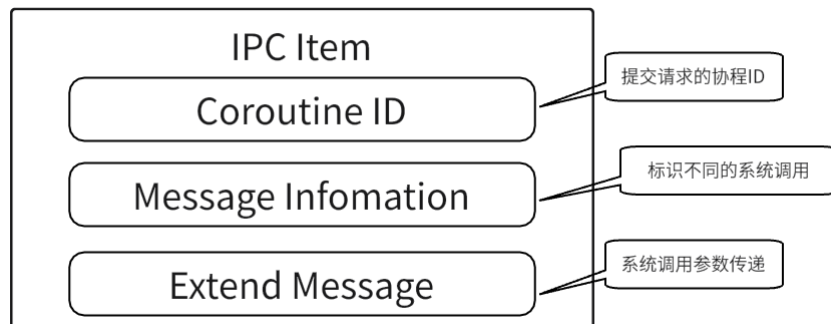 IPC Item
Coroutine ID
提交请求的协程ID
Message Infomation
标识不同的系统调用
Extend Message
系统调用参数传递